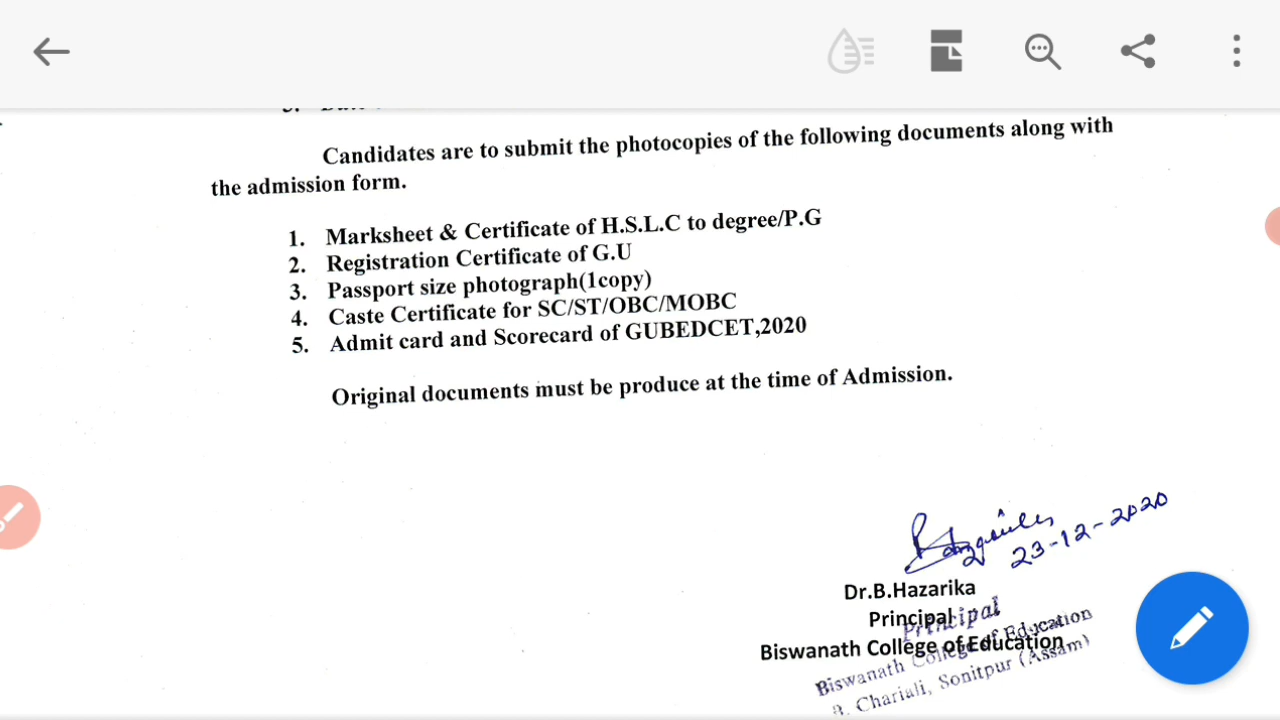 Candidates are to submit the photocopies of the following documents along with
the admission form.
1. Marksheet & Certificate of H.S.L.C to degree/P.G
2. Registration Certificate of G.U
3. Passport size photograph(1copy)
4. Caste Certificate for SC/ST/OBC/MOBC
5. Admit card and Scorecard of GUBEDCET,2020
Original documents must be produce at the time of Admission.
23-12-2020
Dr.B.Hazarika
Principal
Principal
Biswanath College of Education
Biswanath College of Education
Chariali, Sonitpur (Assam)